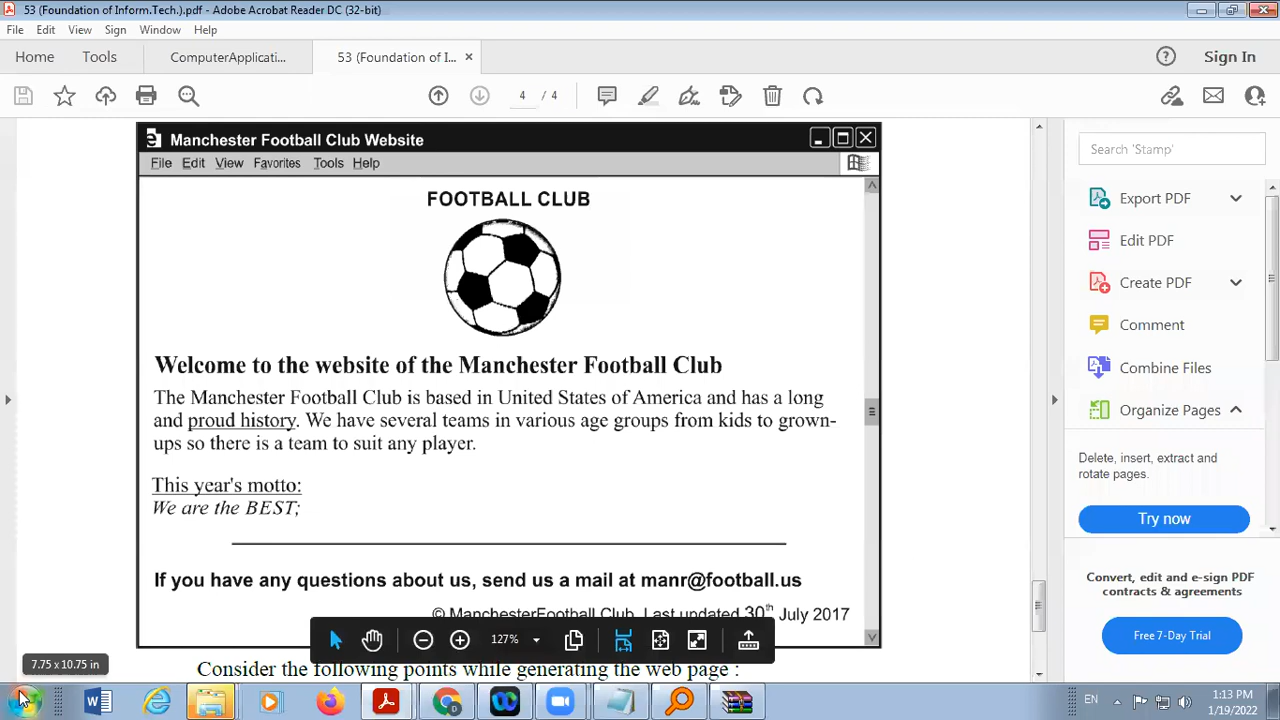 53 (Foundation of Inform.Tech.).pdf - Adobe Acrobat Reader DC (32-bit)
File Edit View Sign Window Help
Home Tools ComputerApplicati... 53 (Foundation of I... × Sign In
4 / 4
Manchester Football Club Website
File Edit View Favorites Tools Help
FOOTBALL CLUB
Welcome to the website of the Manchester Football Club
The Manchester Football Club is based in United States of America and has a long
and proud history. We have several teams in various age groups from kids to grown-
ups so there is a team to suit any player.
This year's motto:
We are the BEST;
If you have any questions about us, send us a mail at manr@football.us
© ManchesterFootball Club. Last updated 30th July 2017
127%
7.75 x 10.75 in
Consider the following points while generating the web page :
Search 'Stamp'
Export PDF
Edit PDF
Create PDF
Comment
Combine Files
Organize Pages
Delete, insert, extract and
rotate pages.
Try now
Convert, edit and e-sign PDF
contracts & agreements
Free 7-Day Trial
EN
1:13 PM
1/19/2022